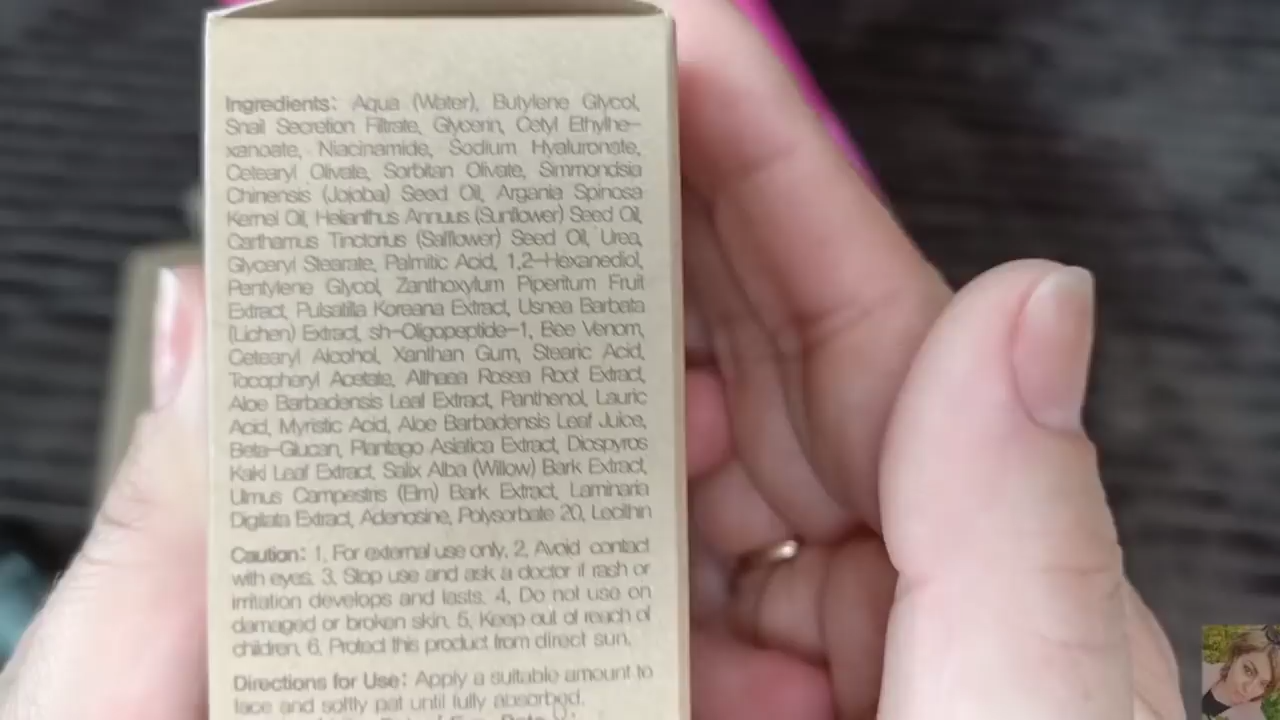 Ingredients: Aqua (Water), Butylene Glycol,
Snail Secretion Filtrate, Glycerin, Cetyl Ethylhe-
xanoate, Niacinamide, Sodium Hyaluronate,
Cetearyl Olivate, Sorbitan Olivate, Simmondsia
Chinensis (Jojoba) Seed Oil, Argania Spinosa
Kernel Oil, Helianthus Annuus (Sunflower) Seed Oil,
Carthamus Tinctorius (Safflower) Seed Oil, Urea,
Glyceryl Stearate, Palmitic Acid, 1,2-Hexanediol,
Pentylene Glycol, Zanthoxylum Piperitum Fruit
Extract, Pulsatilla Koreana Extract, Usnea Barbata
(Lichen) Extract, sh-Oligopeptide-1, Bee Venom,
Cetearyl Alcohol, Xanthan Gum, Stearic Acid,
Tocopheryl Acetate, Althaea Rosea Root Extract,
Aloe Barbadensis Leaf Extract, Panthenol, Lauric
Acid, Myristic Acid, Aloe Barbadensis Leaf Juice,
Beta-Glucan, Plantago Asiatica Extract, Diospyros
Kaki Leaf Extract, Salix Alba (Willow) Bark Extract,
Ulmus Campestris (Elm) Bark Extract, Laminaria
Digitata Extract, Adenosine, Polysorbate 20, Lecithin
Caution: 1. For external use only. 2. Avoid contact
with eyes. 3. Stop use and ask a doctor if rash or
irritation develops and lasts. 4. Do not use on
damaged or broken skin. 5. Keep out of reach of
children. 6. Protect this product from direct sun.
Directions for Use: Apply a suitable amount to
face and softly pat until fully absorbed.